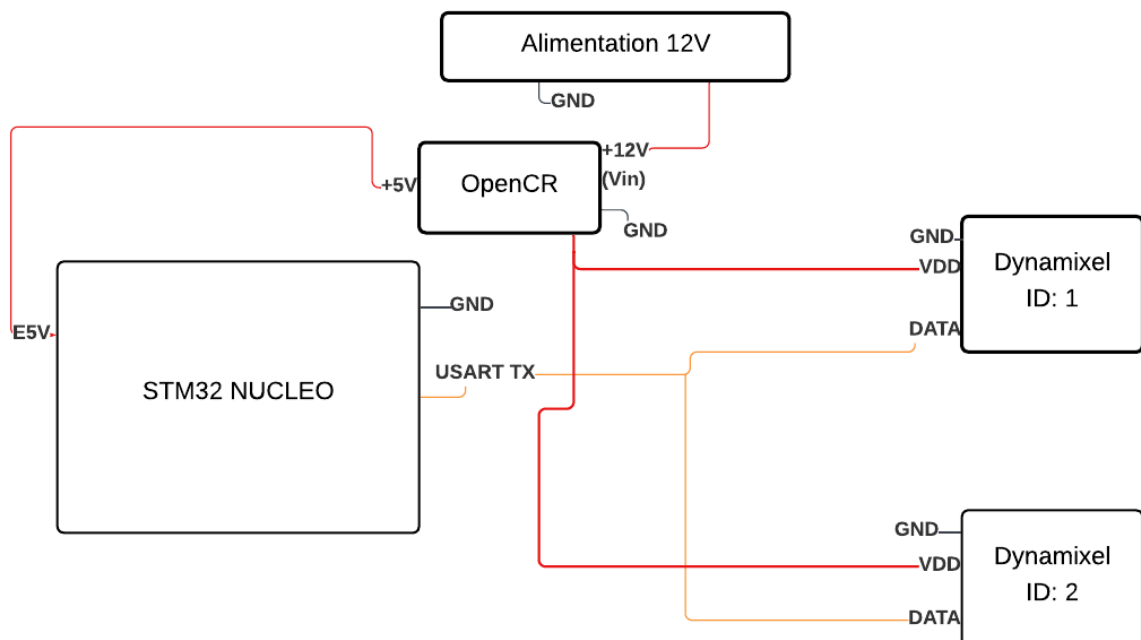 Alimentation 12V
GND
+12V
(Vin)
+5V
OpenCR
GND
GND
VDD
Dynamixel
ID: 1
DATA
E5V
GND
USART TX
STM32 NUCLEO
GND
VDD
Dynamixel
ID: 2
DATA